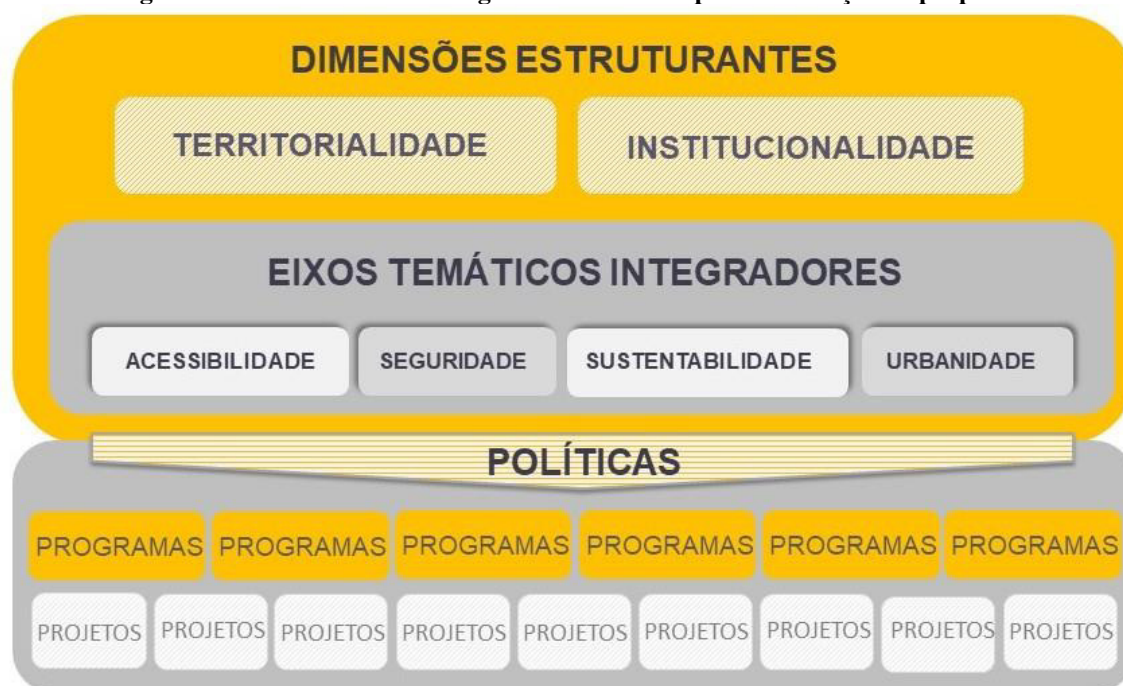 DIMENSÕES ESTRUTURANTES
TERRITORIALIDADE
INSTITUCIONALIDADE
EIXOS TEMÁTICOS INTEGRADORES
ACESSIBILIDADE
SEGURIDADE
SUSTENTABILIDADE
URBANIDADE
POLÍTICAS
PROGRAMAS PROGRAMAS PROGRAMAS PROGRAMAS PROGRAMAS PROGRAMAS
PROJETOS PROJETOS PROJETOS PROJETOS PROJETOS PROJETOS PROJETOS PROJETOS PROJETOS